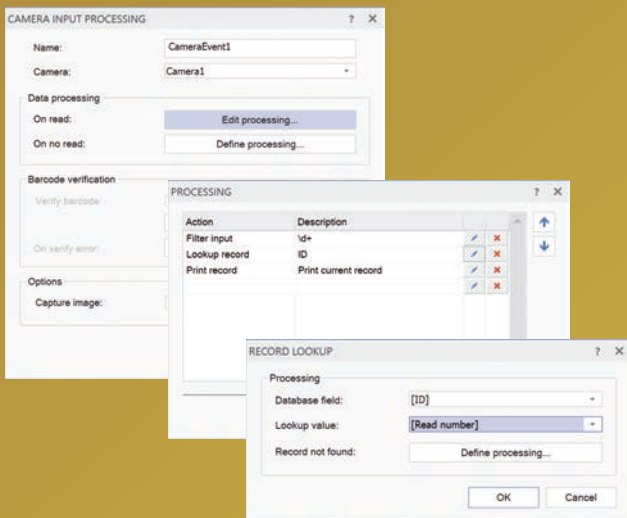 CAMERA INPUT PROCESSING ? ×
Name: CameraEvent1
Camera: Camera1
Data processing
On read: Edit processing...
On no read: Define processing...
Barcode verification
Verify barcode:
On verify error:
Options
Capture image:
PROCESSING ? ×
Action Description
Filter input \d+
Lookup record ID
Print record Print current record
RECORD LOOKUP ? ×
Processing
Database field: [ID]
Lookup value: [Read number]
Record not found: Define processing...
OK Cancel